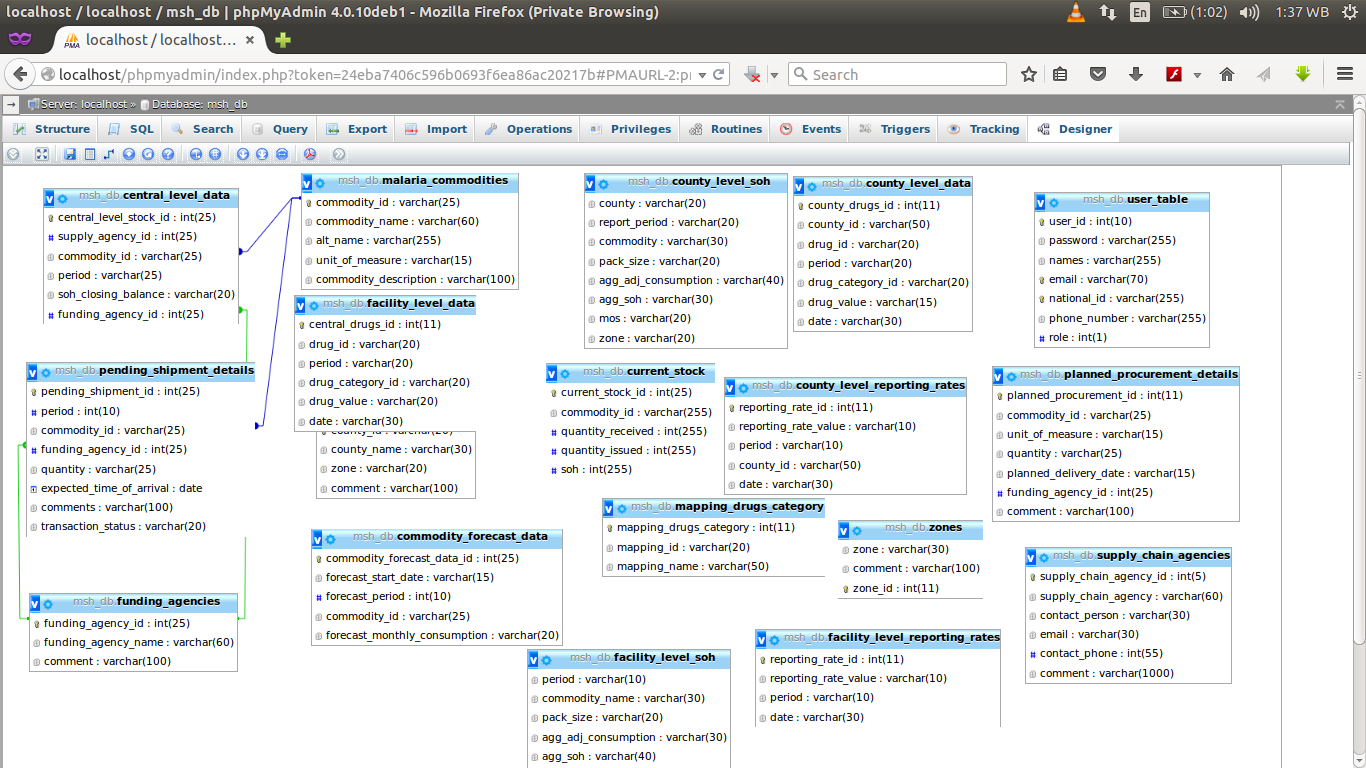 localhost / localhost / msh_db | phpMyAdmin 4.0.10deb1 - Mozilla Firefox (Private Browsing)
En (1:02) 1:37 WB
PMA localhost / localhost...
localhost/phpmyadmin/index.php?token=24eba7406c596b0693f6ea86ac20217b#PMAURL-2:pr
Search
Server: localhost » Database: msh_db
Structure SQL Search Query Export Import Operations Privileges Routines Events Triggers Tracking Designer
msh_db.central_level_data
central_level_stock_id : int(25)
supply_agency_id : int(25)
commodity_id : varchar(25)
period : varchar(25)
soh_closing_balance : varchar(20)
funding_agency_id : int(25)
msh_db.malaria_commodities
commodity_id : varchar(25)
commodity_name : varchar(60)
alt_name : varchar(255)
unit_of_measure : varchar(15)
commodity_description : varchar(100)
msh_db.county_level_soh
county : varchar(20)
report_period : varchar(20)
commodity : varchar(30)
pack_size : varchar(20)
agg_adj_consumption : varchar(40)
agg_soh : varchar(30)
mos : varchar(20)
zone : varchar(20)
msh_db.county_level_data
county_drugs_id : int(11)
county_id : varchar(50)
drug_id : varchar(20)
period : varchar(20)
drug_category_id : varchar(20)
drug_value : varchar(15)
date : varchar(30)
msh_db.user_table
user_id : int(10)
password : varchar(255)
names : varchar(255)
email : varchar(70)
national_id : varchar(255)
phone_number : varchar(255)
role : int(1)
msh_db.facility_level_data
central_drugs_id : int(11)
drug_id : varchar(20)
period : varchar(20)
drug_category_id : varchar(20)
drug_value : varchar(20)
date : varchar(30)
county_id : varchar(20)
county_name : varchar(30)
zone : varchar(20)
comment : varchar(100)
msh_db.pending_shipment_details
pending_shipment_id : int(25)
period : int(10)
commodity_id : varchar(25)
funding_agency_id : int(25)
quantity : varchar(25)
expected_time_of_arrival : date
comments : varchar(100)
transaction_status : varchar(20)
msh_db.current_stock
current_stock_id : int(25)
commodity_id : varchar(255)
quantity_received : int(255)
quantity_issued : int(255)
soh : int(255)
msh_db.county_level_reporting_rates
reporting_rate_id : int(11)
reporting_rate_value : varchar(10)
period : varchar(10)
county_id : varchar(50)
date : varchar(30)
msh_db.planned_procurement_details
planned_procurement_id : int(11)
commodity_id : varchar(25)
unit_of_measure : varchar(15)
quantity : varchar(25)
planned_delivery_date : varchar(15)
funding_agency_id : int(25)
comment : varchar(100)
msh_db.mapping_drugs_category
mapping_drugs_category : int(11)
mapping_id : varchar(20)
mapping_name : varchar(50)
msh_db.zones
zone : varchar(30)
comment : varchar(100)
zone_id : int(11)
msh_db.commodity_forecast_data
commodity_forecast_data_id : int(25)
forecast_start_date : varchar(15)
forecast_period : int(10)
commodity_id : varchar(25)
forecast_monthly_consumption : varchar(20)
msh_db.supply_chain_agencies
supply_chain_agency_id : int(5)
supply_chain_agency : varchar(60)
contact_person : varchar(30)
email : varchar(30)
contact_phone : int(55)
comment : varchar(1000)
msh_db.funding_agencies
funding_agency_id : int(25)
funding_agency_name : varchar(60)
comment : varchar(100)
msh_db.facility_level_soh
period : varchar(10)
commodity_name : varchar(30)
pack_size : varchar(20)
agg_adj_consumption : varchar(30)
agg_soh : varchar(40)
msh_db.facility_level_reporting_rates
reporting_rate_id : int(11)
reporting_rate_value : varchar(10)
period : varchar(10)
date : varchar(30)